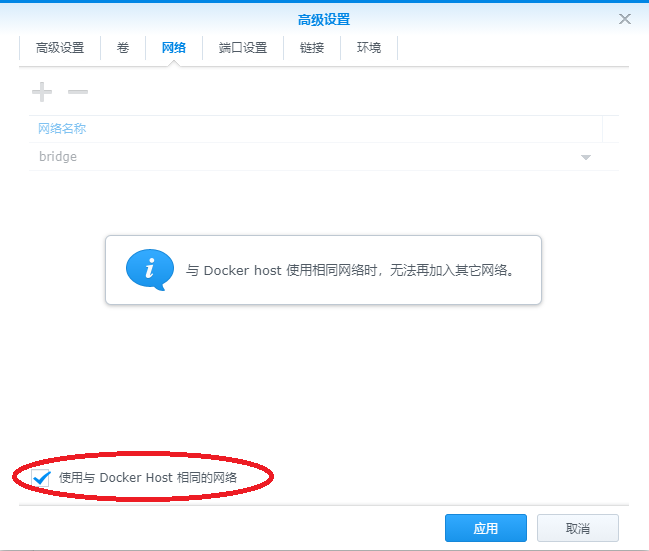 高级设置
高级设置 卷 网络 端口设置 链接 环境
网络名称
bridge
与 Docker host 使用相同网络时，无法再加入其它网络。
使用与 Docker Host 相同的网络
应用 取消